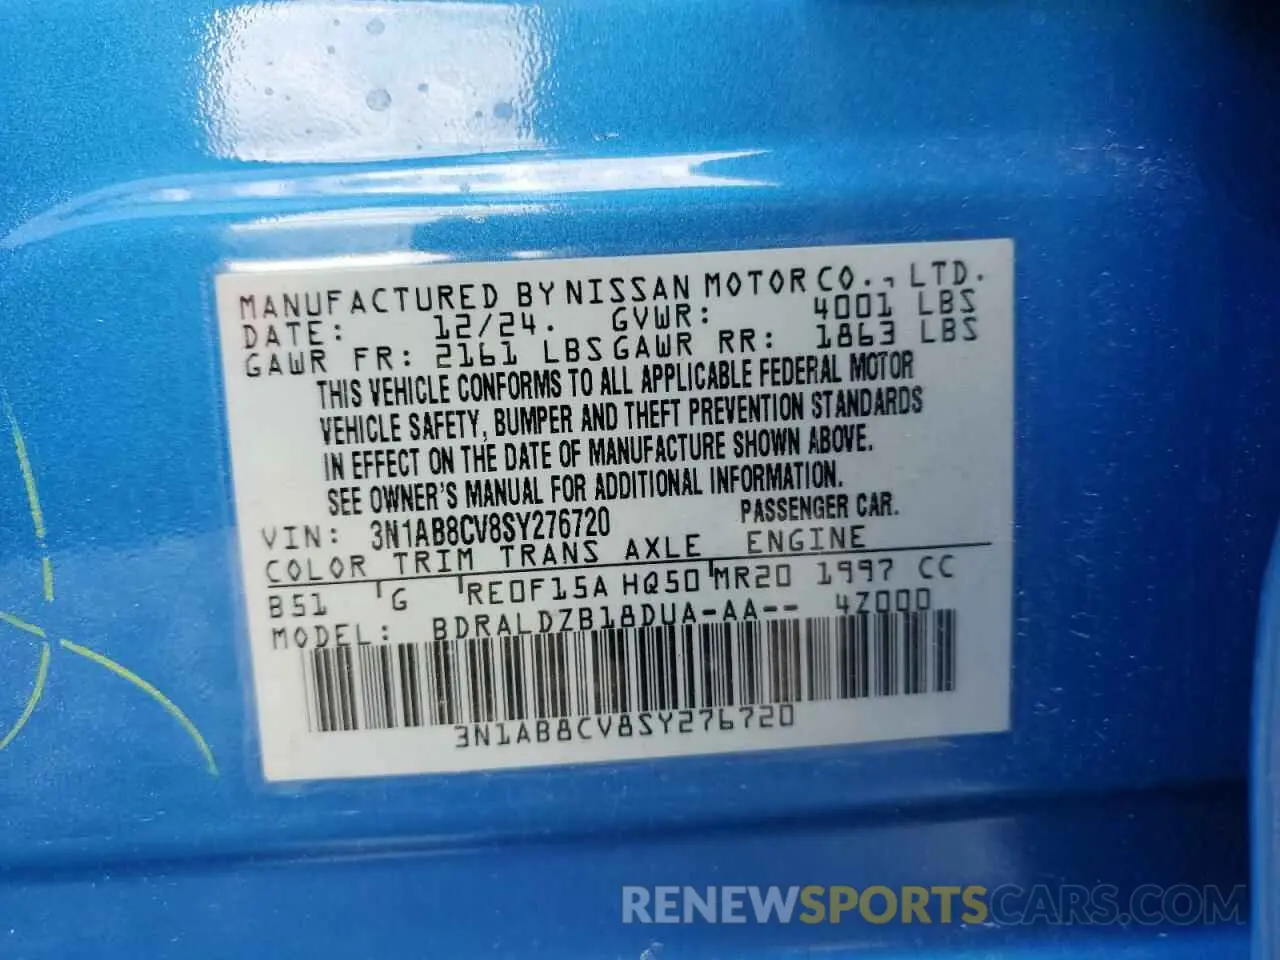 MANUFACTURED BY NISSAN MOTOR CO., LTD.
DATE: 12/24. GVWR: 4001 LBS
GAWR FR: 2161 LBS GAWR RR: 1863 LBS
THIS VEHICLE CONFORMS TO ALL APPLICABLE FEDERAL MOTOR
VEHICLE SAFETY, BUMPER AND THEFT PREVENTION STANDARDS
IN EFFECT ON THE DATE OF MANUFACTURE SHOWN ABOVE.
SEE OWNER'S MANUAL FOR ADDITIONAL INFORMATION.
VIN: 3N1AB8CV8SY276720 PASSENGER CAR.
COLOR TRIM TRANS AXLE ENGINE
B51 G RE0F15A HQ50 MR20 1997 CC
MODEL: BDRALDZB18DUA-AA-- 4Z000
3N1AB8CV8SY276720
RENEWSPORTSCARS.COM